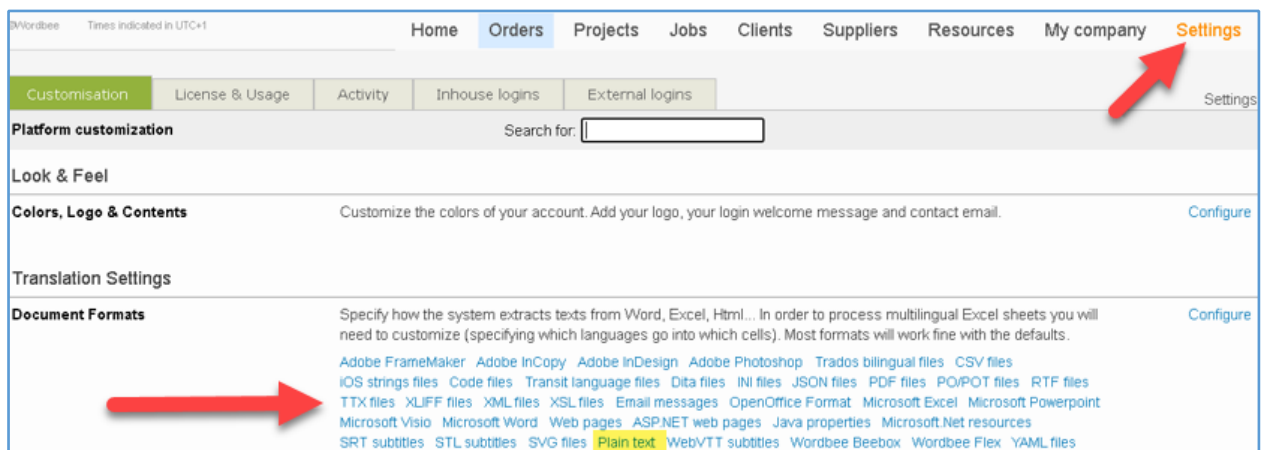 Wordbee Times indicated in UTC+1
Home Orders Projects Jobs Clients Suppliers Resources My company Settings
Customisation License & Usage Activity Inhouse logins External logins Settings
Platform customization Search for:
Look & Feel
Colors, Logo & Contents Customize the colors of your account. Add your logo, your login welcome message and contact email. Configure
Translation Settings
Document Formats Specify how the system extracts texts from Word, Excel, Html... In order to process multilingual Excel sheets you will Configure
need to customize (specifying which languages go into which cells). Most formats will work fine with the defaults.
Adobe FrameMaker Adobe InCopy Adobe InDesign Adobe Photoshop Trados bilingual files CSV files
iOS strings files Code files Transit language files Dita files INI files JSON files PDF files PO/POT files RTF files
TTX files XLIFF files XML files XSL files Email messages OpenOffice Format Microsoft Excel Microsoft Powerpoint
Microsoft Visio Microsoft Word Web pages ASP.NET web pages Java properties Microsoft.Net resources
SRT subtitles STL subtitles SVG files Plain text WebVTT subtitles Wordbee Beebox Wordbee Flex YAML files